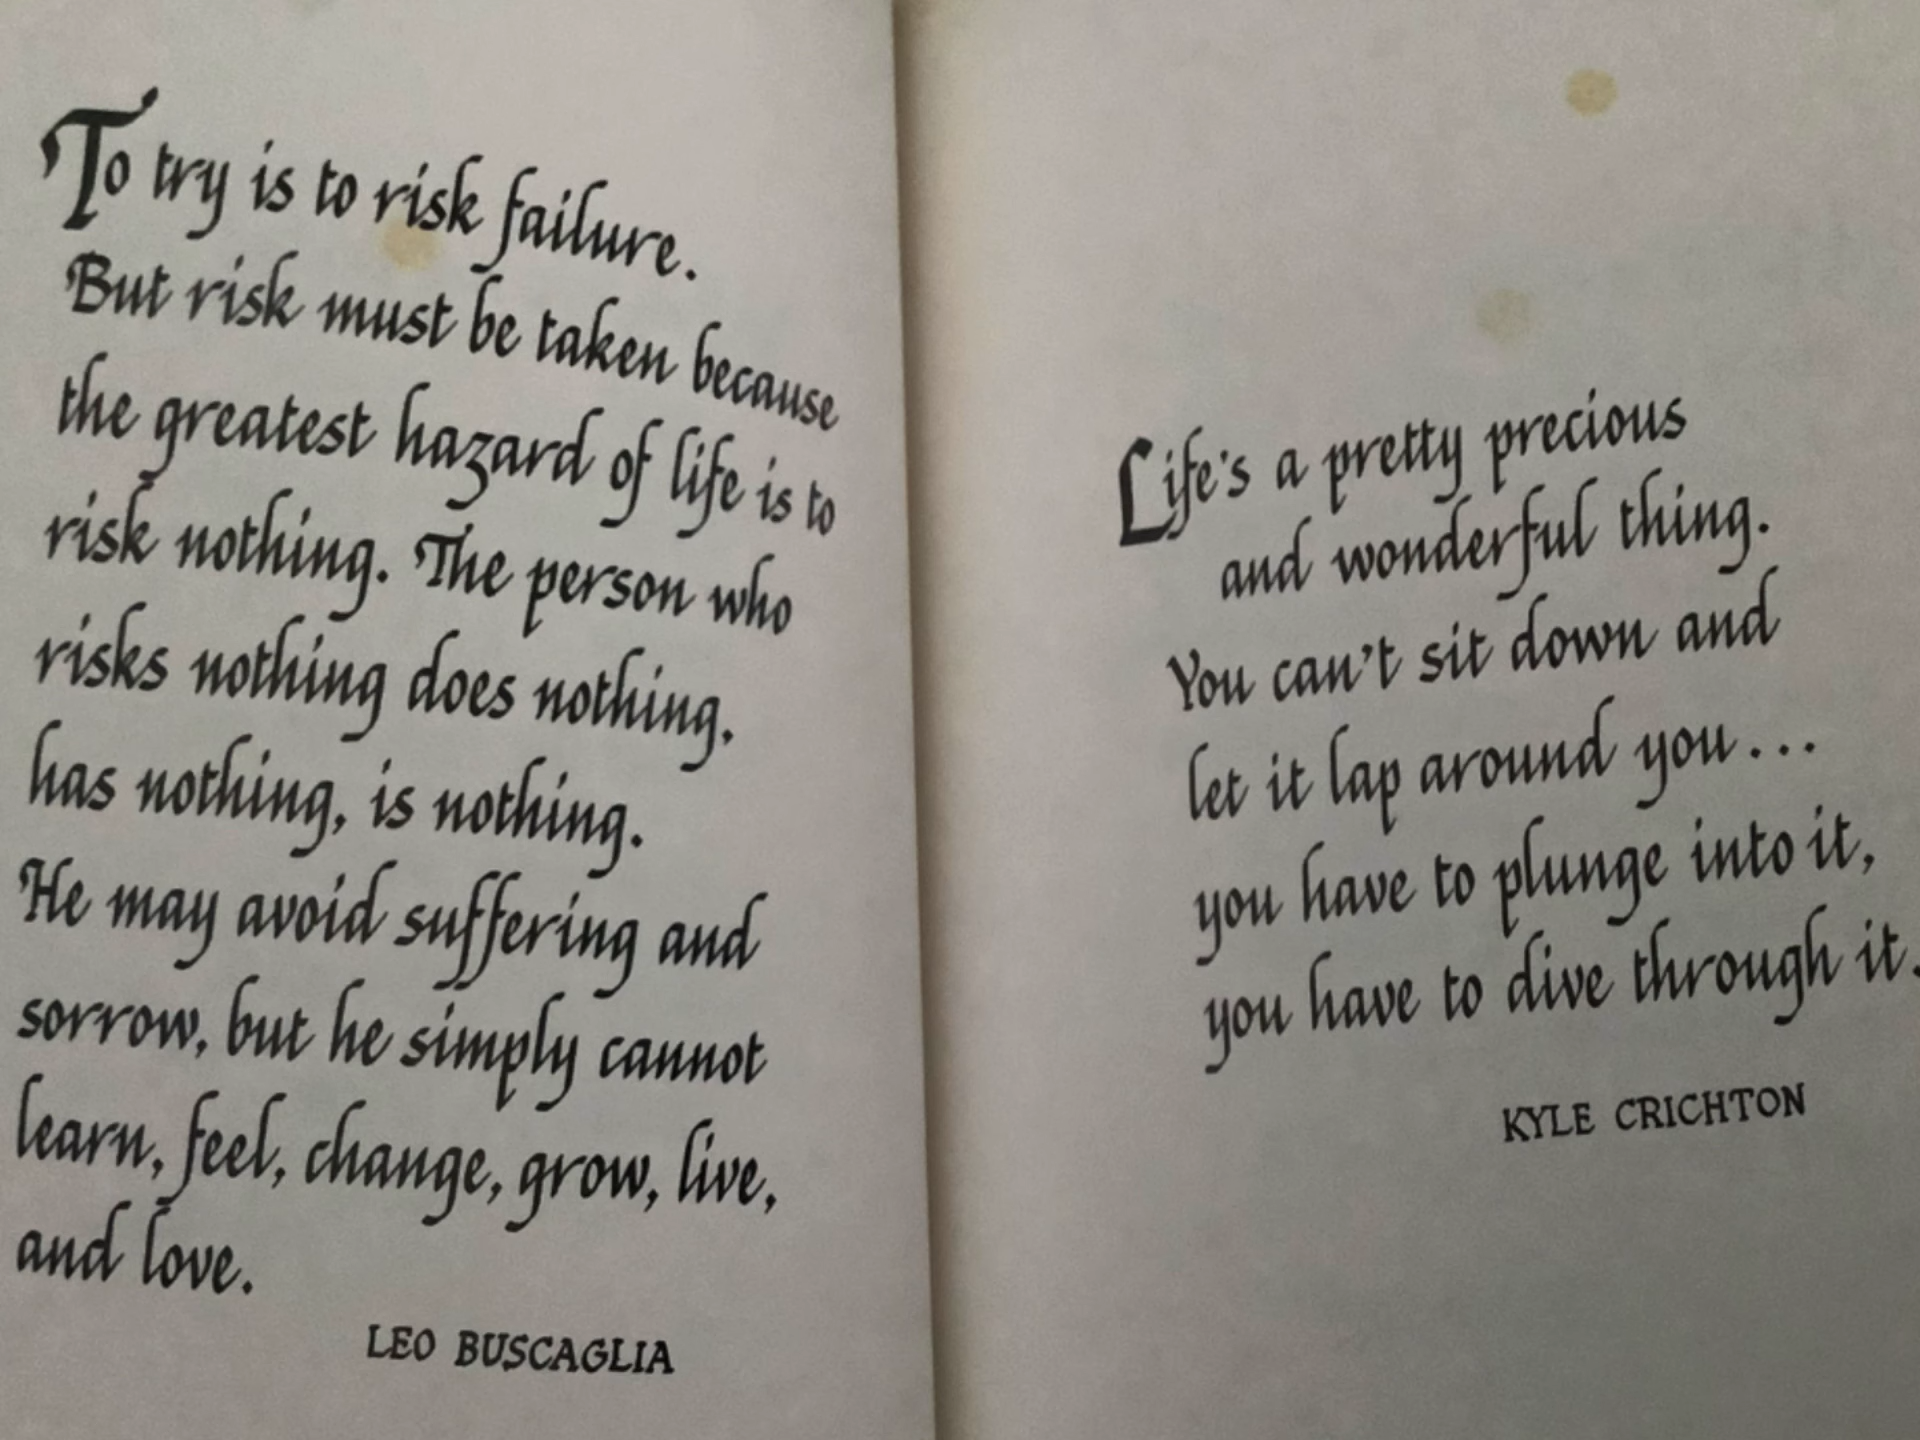 To try is to risk failure.
But risk must be taken because
the greatest hazard of life is to
risk nothing. The person who
risks nothing does nothing,
has nothing, is nothing.
He may avoid suffering and
sorrow, but he simply cannot
learn, feel, change, grow, live,
and love.
LEO BUSCAGLIA
Life's a pretty precious
and wonderful thing.
You can't sit down and
let it lap around you...
you have to plunge into it,
you have to dive through it.
KYLE CRICHTON